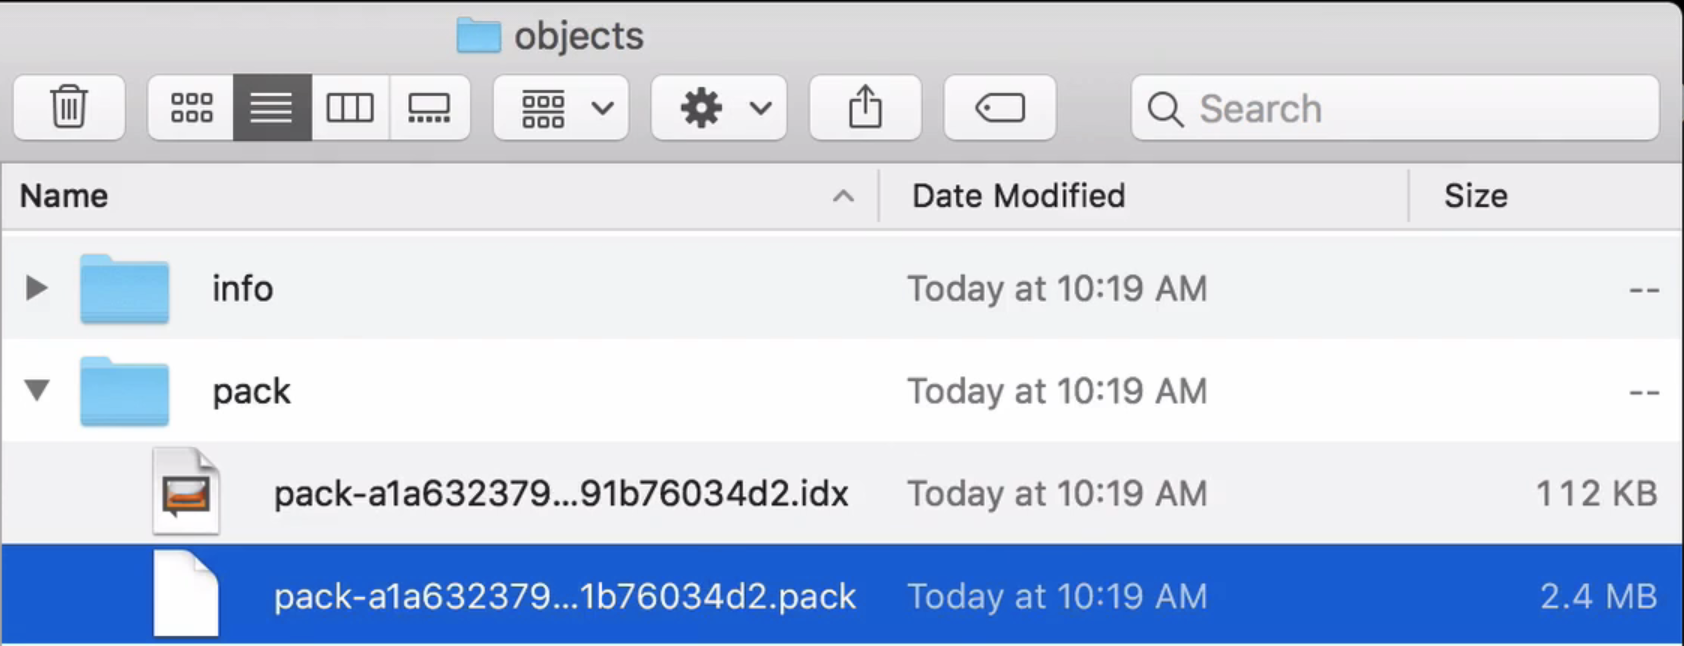 objects
Search
Name Date Modified Size
info Today at 10:19 AM --
pack Today at 10:19 AM --
pack-a1a632379...91b76034d2.idx Today at 10:19 AM 112 KB
pack-a1a632379...1b76034d2.pack Today at 10:19 AM 2.4 MB